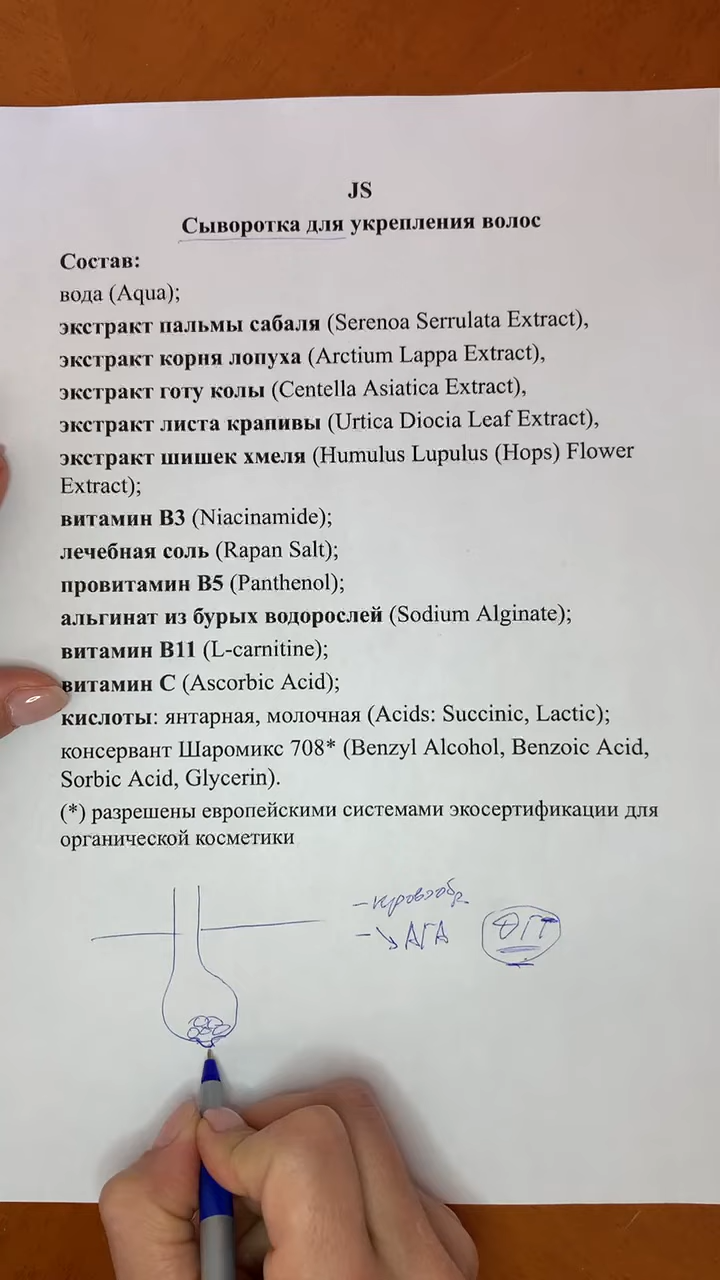 JS
Сыворотка для укрепления волос
Состав:
вода (Aqua);
экстракт пальмы сабаля (Serenoa Serrulata Extract),
экстракт корня лопуха (Arctium Lappa Extract),
экстракт готу колы (Centella Asiatica Extract),
экстракт листа крапивы (Urtica Diocia Leaf Extract),
экстракт шишек хмеля (Humulus Lupulus (Hops) Flower
Extract);
витамин В3 (Niacinamide);
лечебная соль (Rapan Salt);
провитамин В5 (Panthenol);
альгинат из бурых водорослей (Sodium Alginate);
витамин В11 (L-carnitine);
витамин С (Ascorbic Acid);
кислоты: янтарная, молочная (Acids: Succinic, Lactic);
консервант Шаромикс 708* (Benzyl Alcohol, Benzoic Acid,
Sorbic Acid, Glycerin).
(*) разрешены европейскими системами экосертификации для
органической косметики
- кровообр
- ↘ АГА ДГТ